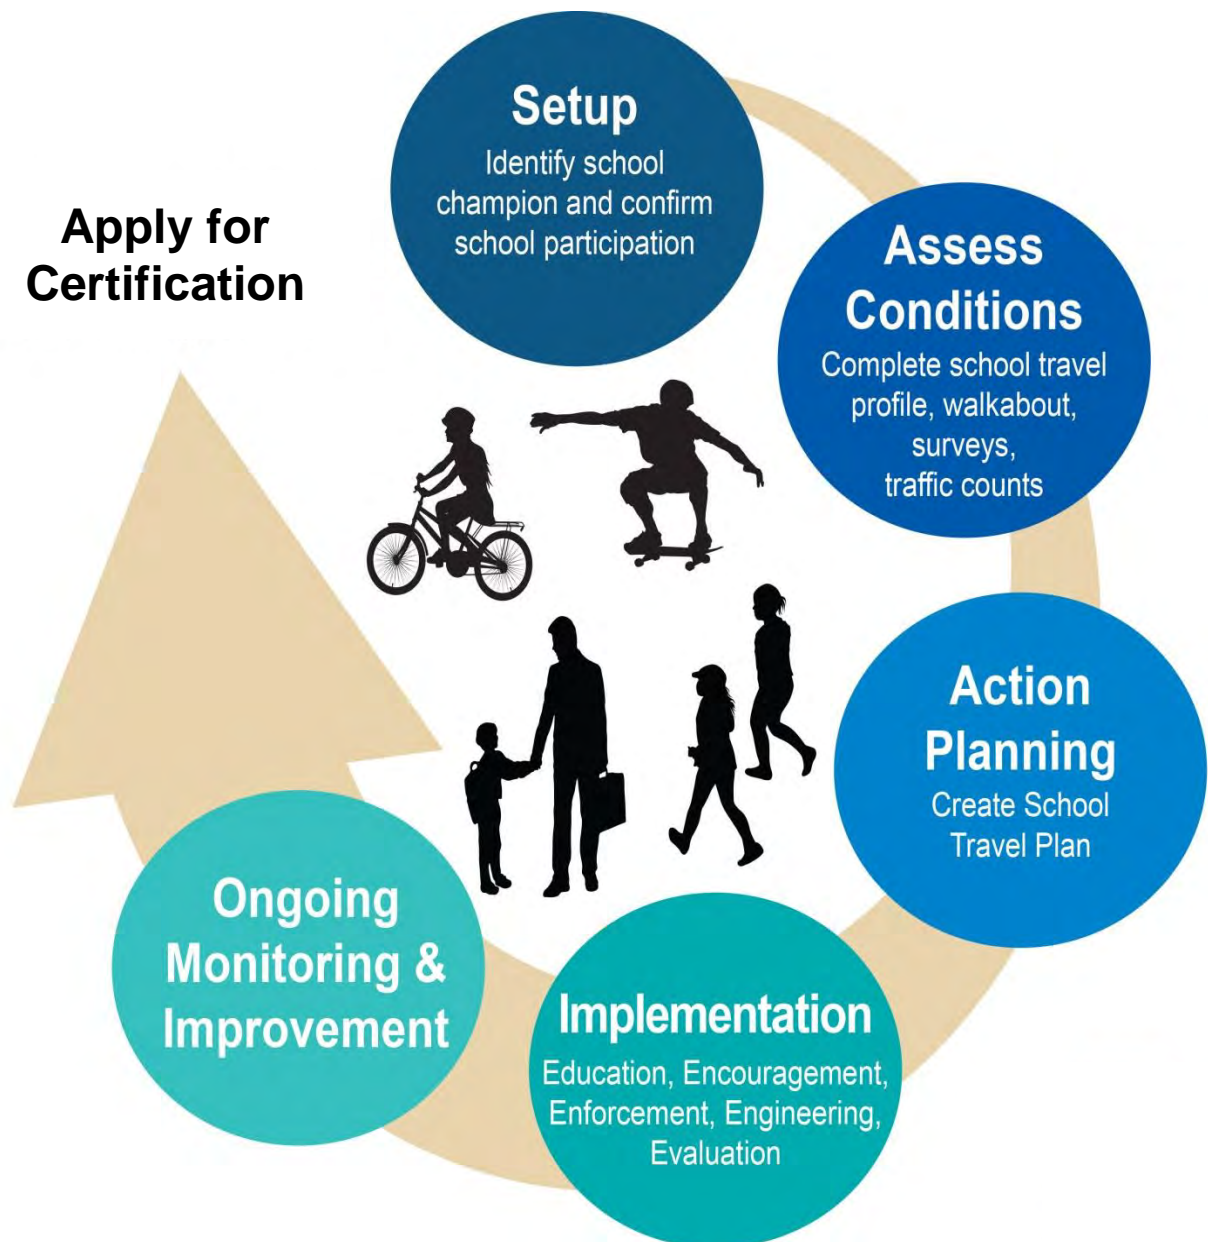 Setup
Identify school
champion and confirm
school participation
Assess
Conditions
Complete school travel
profile, walkabout,
surveys,
traffic counts
Action
Planning
Create School
Travel Plan
Implementation
Education, Encouragement,
Enforcement, Engineering,
Evaluation
Ongoing
Monitoring &
Improvement
Apply for
Certification